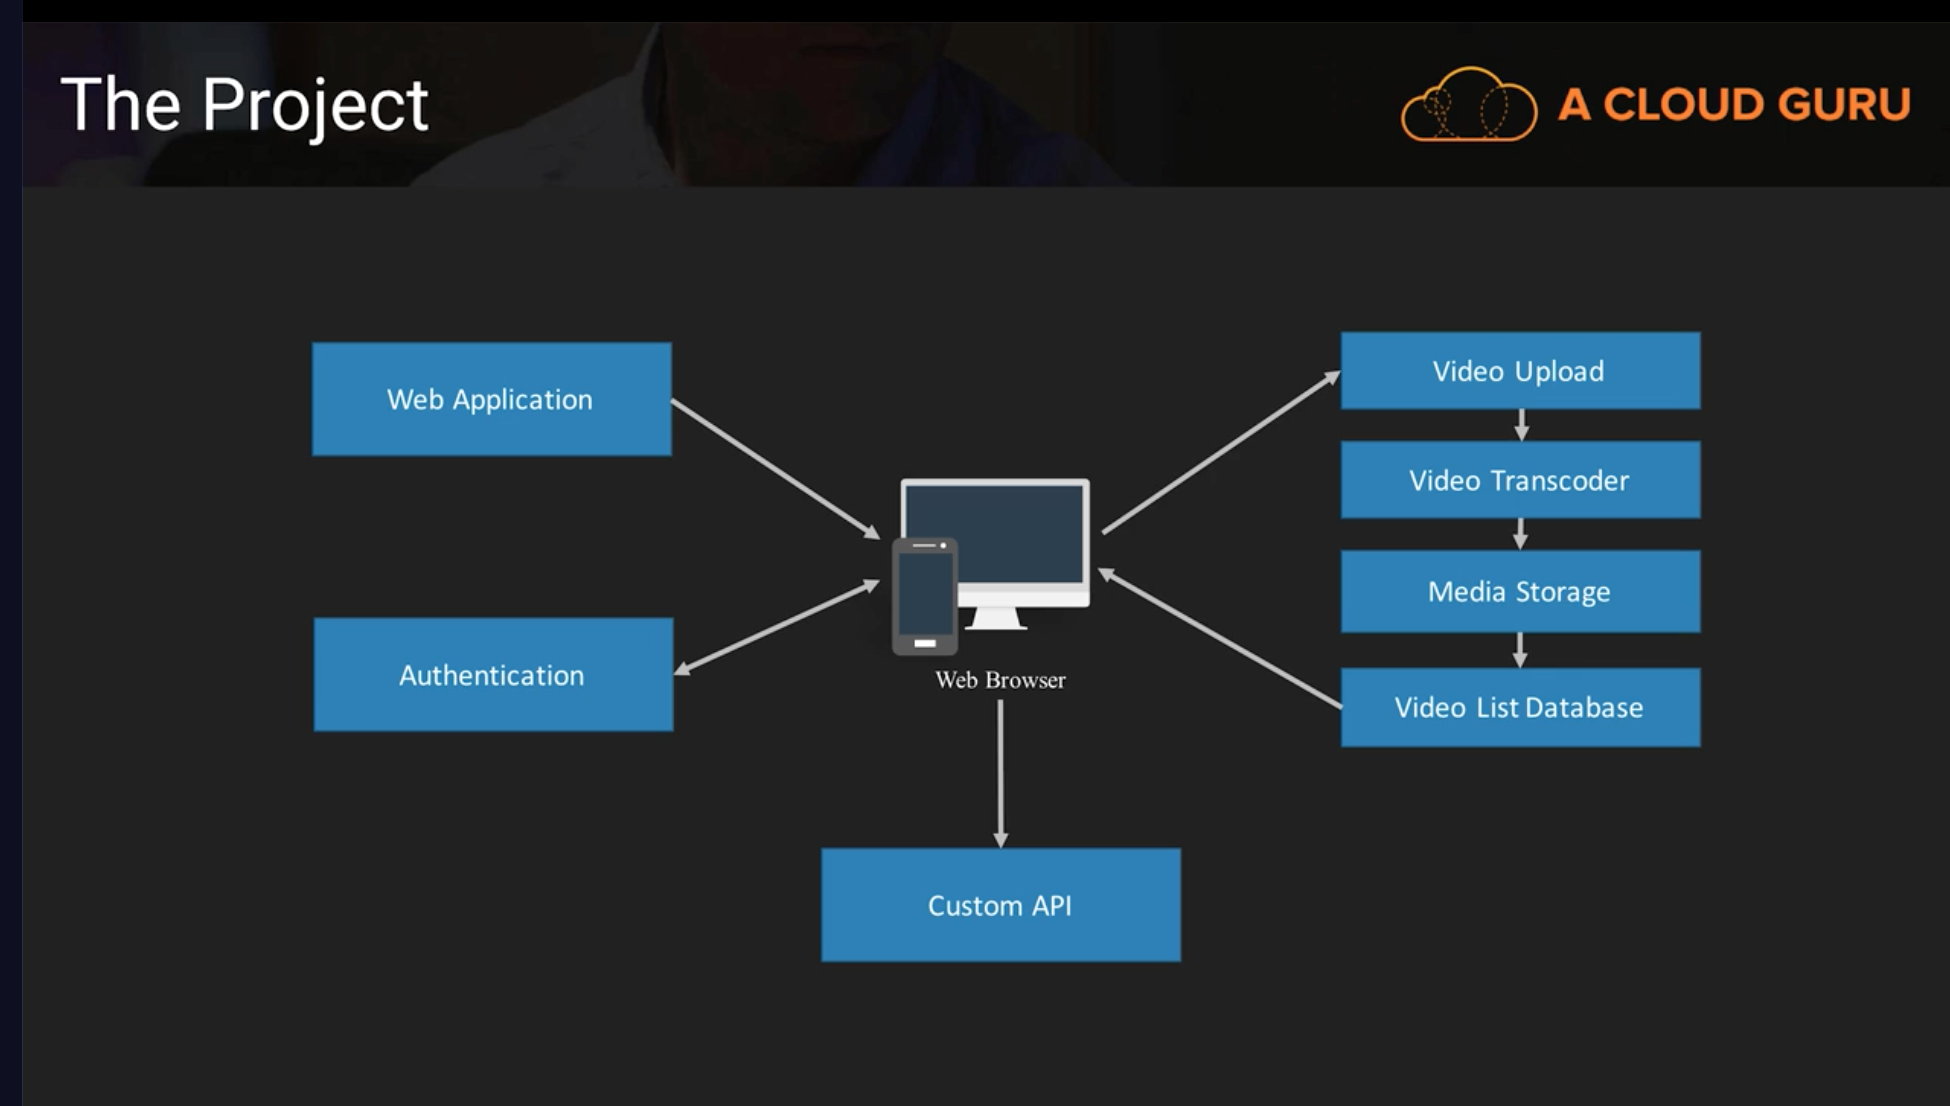 The Project
A CLOUD GURU
Web Application
Authentication
Web Browser
Custom API
Video Upload
Video Transcoder
Media Storage
Video List Database